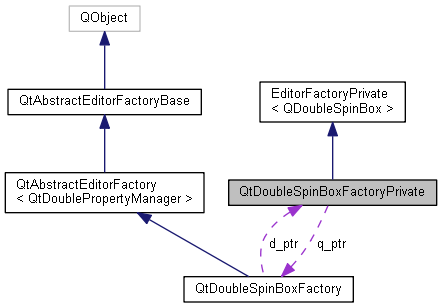 QObject
QtAbstractEditorFactoryBase
EditorFactoryPrivate
< QDoubleSpinBox >
QtAbstractEditorFactory
< QtDoublePropertyManager >
QtDoubleSpinBoxFactoryPrivate
d_ptr
q_ptr
QtDoubleSpinBoxFactory